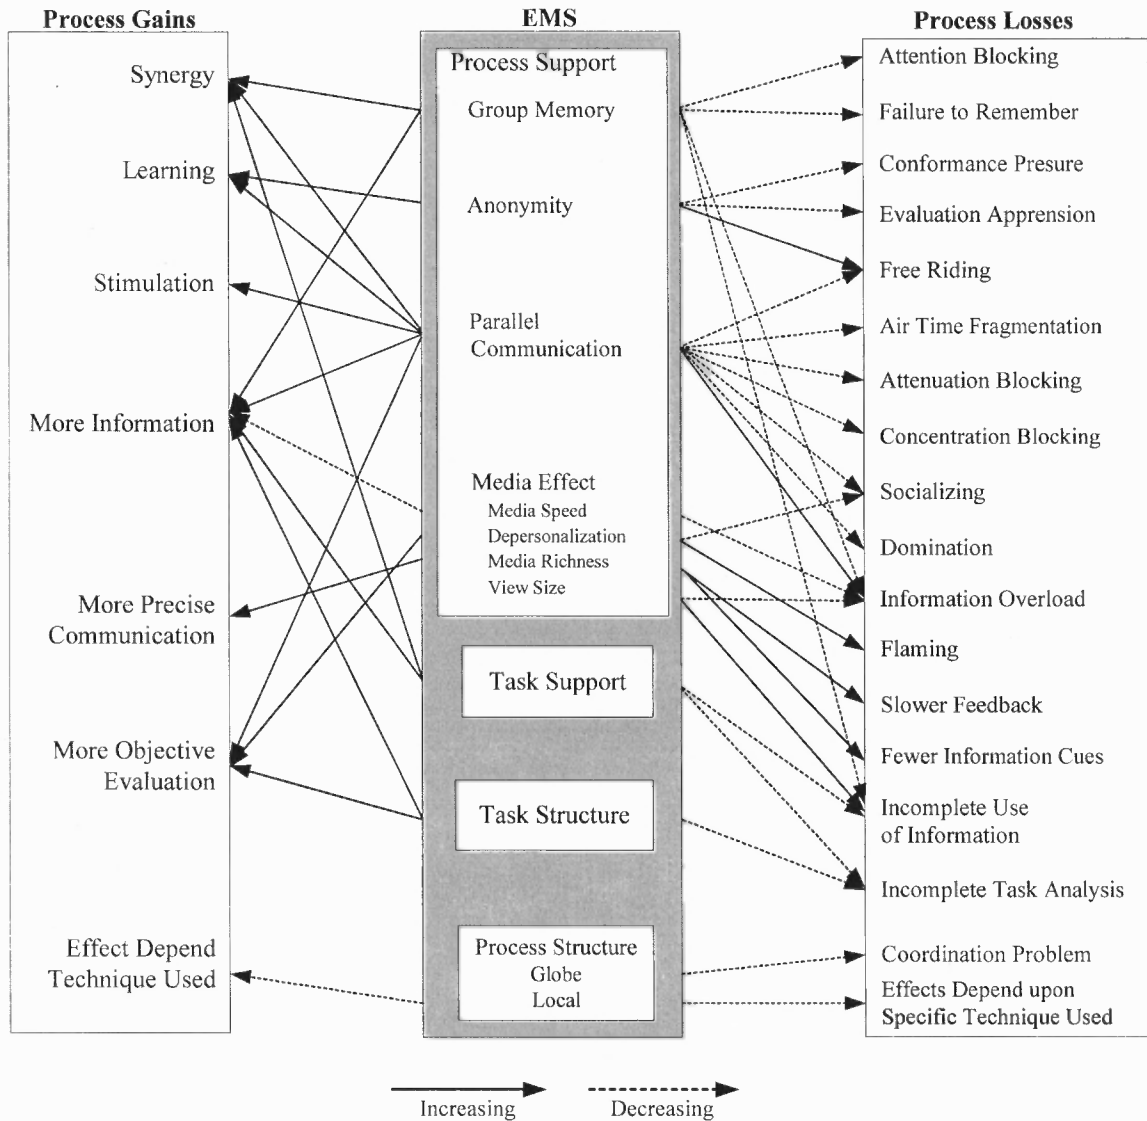 Process Gains
Synergy
Learning
Stimulation
More Information
More Precise
Communication
More Objective
Evaluation
Effect Depend
Technique Used
EMS
Process Support
Group Memory
Anonymity
Parallel
Communication
Media Effect
Media Speed
Depersonalization
Media Richness
View Size
Task Support
Task Structure
Process Structure
Globe
Local
Process Losses
Attention Blocking
Failure to Remember
Conformance Presure
Evaluation Apprension
Free Riding
Air Time Fragmentation
Attenuation Blocking
Concentration Blocking
Socializing
Domination
Information Overload
Flaming
Slower Feedback
Fewer Information Cues
Incomplete Use
of Information
Incomplete Task Analysis
Coordination Problem
Effects Depend upon
Specific Technique Used
Increasing
Decreasing